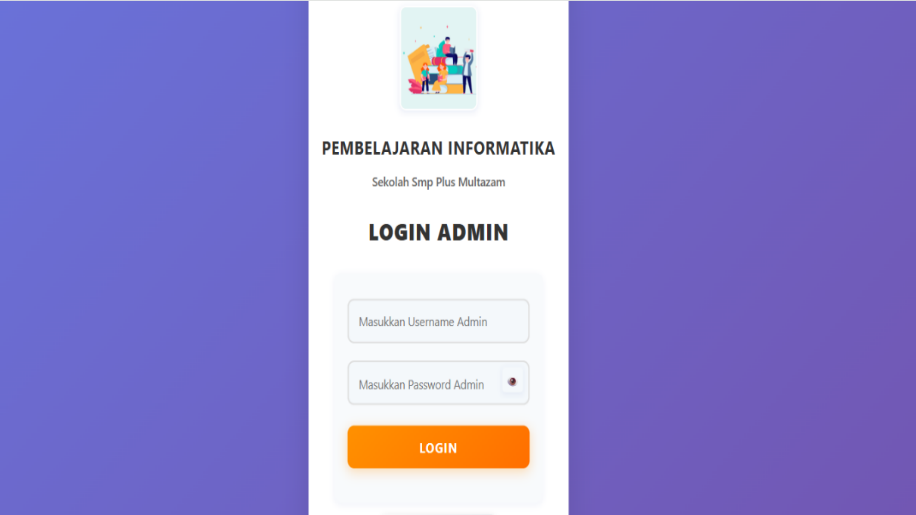 PEMBELAJARAN INFORMATIKA
Sekolah Smp Plus Multazam
LOGIN ADMIN
Masukkan Username Admin
Masukkan Password Admin
LOGIN